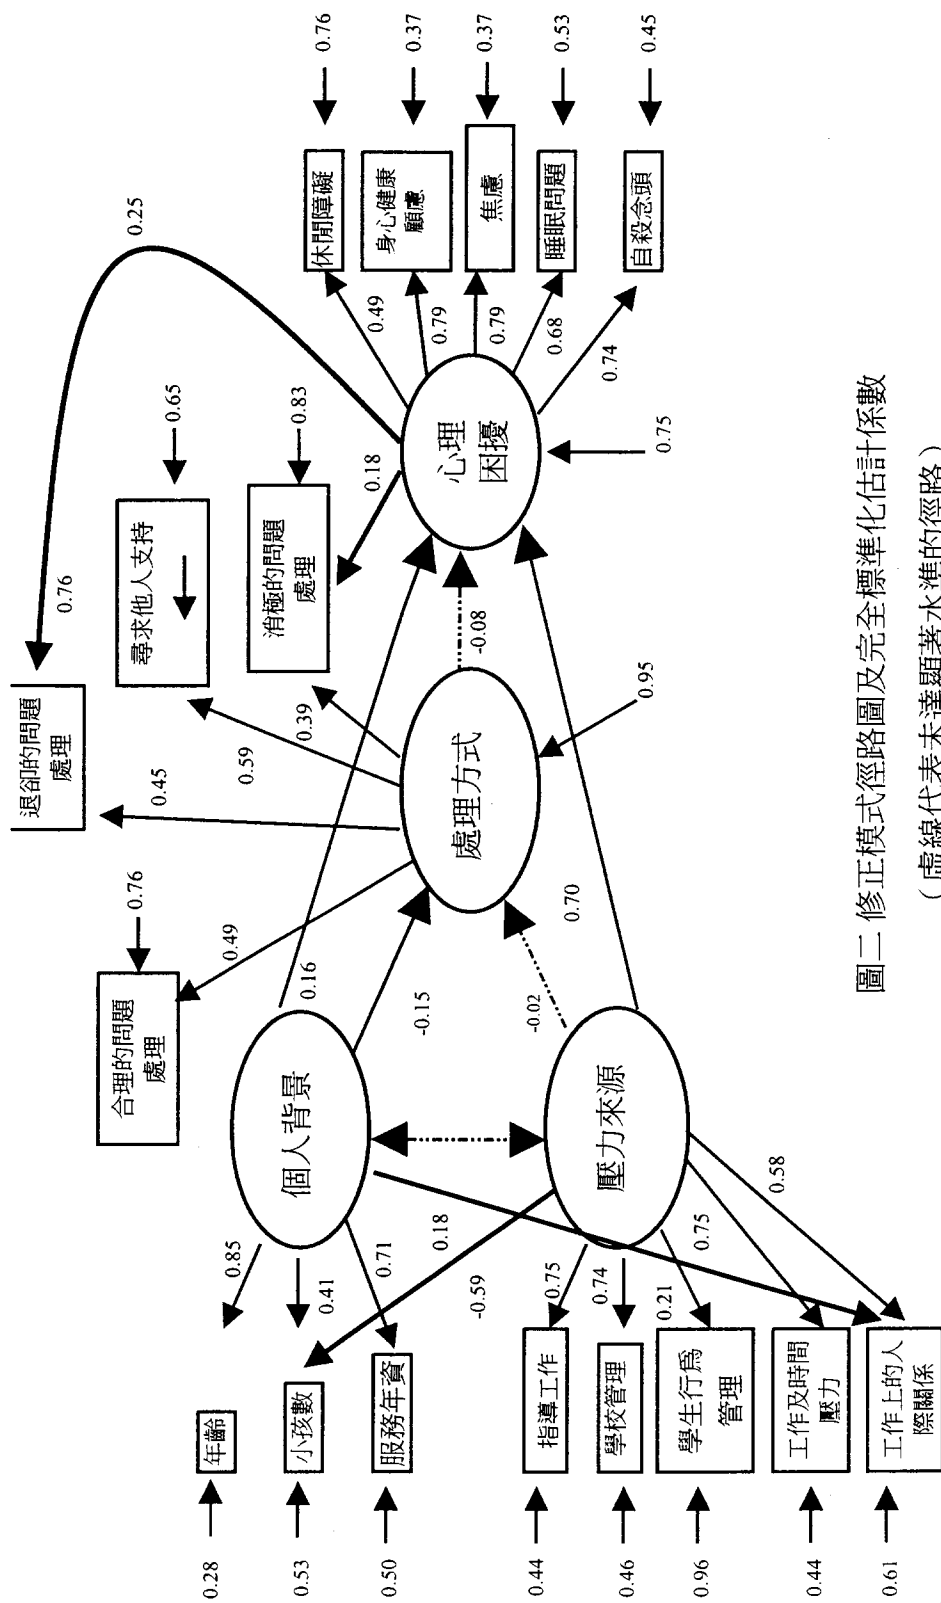 0.76
0.37
0.37
0.53
0.45
休閒障礙
身心健康
顧慮
焦慮
睡眠問題
自殺念頭
0.25
0.49
0.79
0.79
0.68
0.74
0.65
0.83
0.76
尋求他人支持
消極的問題
處理
0.18
心理
困擾
0.75
退卻的問題
處理
0.45
0.59
0.39
-0.08
處理方式
0.95
0.76
合理的問題
處理
0.49
0.16
-0.15
-0.02
0.70
個人背景
壓力來源
0.85
0.41
0.71
0.18
-0.59
0.75
0.74
0.21
0.75
0.58
年齡
小孩數
服務年資
指導工作
學校管理
學生行為
管理
工作及時間
壓力
工作上的人
際關係
0.28
0.53
0.50
0.44
0.46
0.96
0.44
0.61
圖二 修正模式徑路圖及完全標準化估計係數
（虛線代表未達顯著水準的徑路）